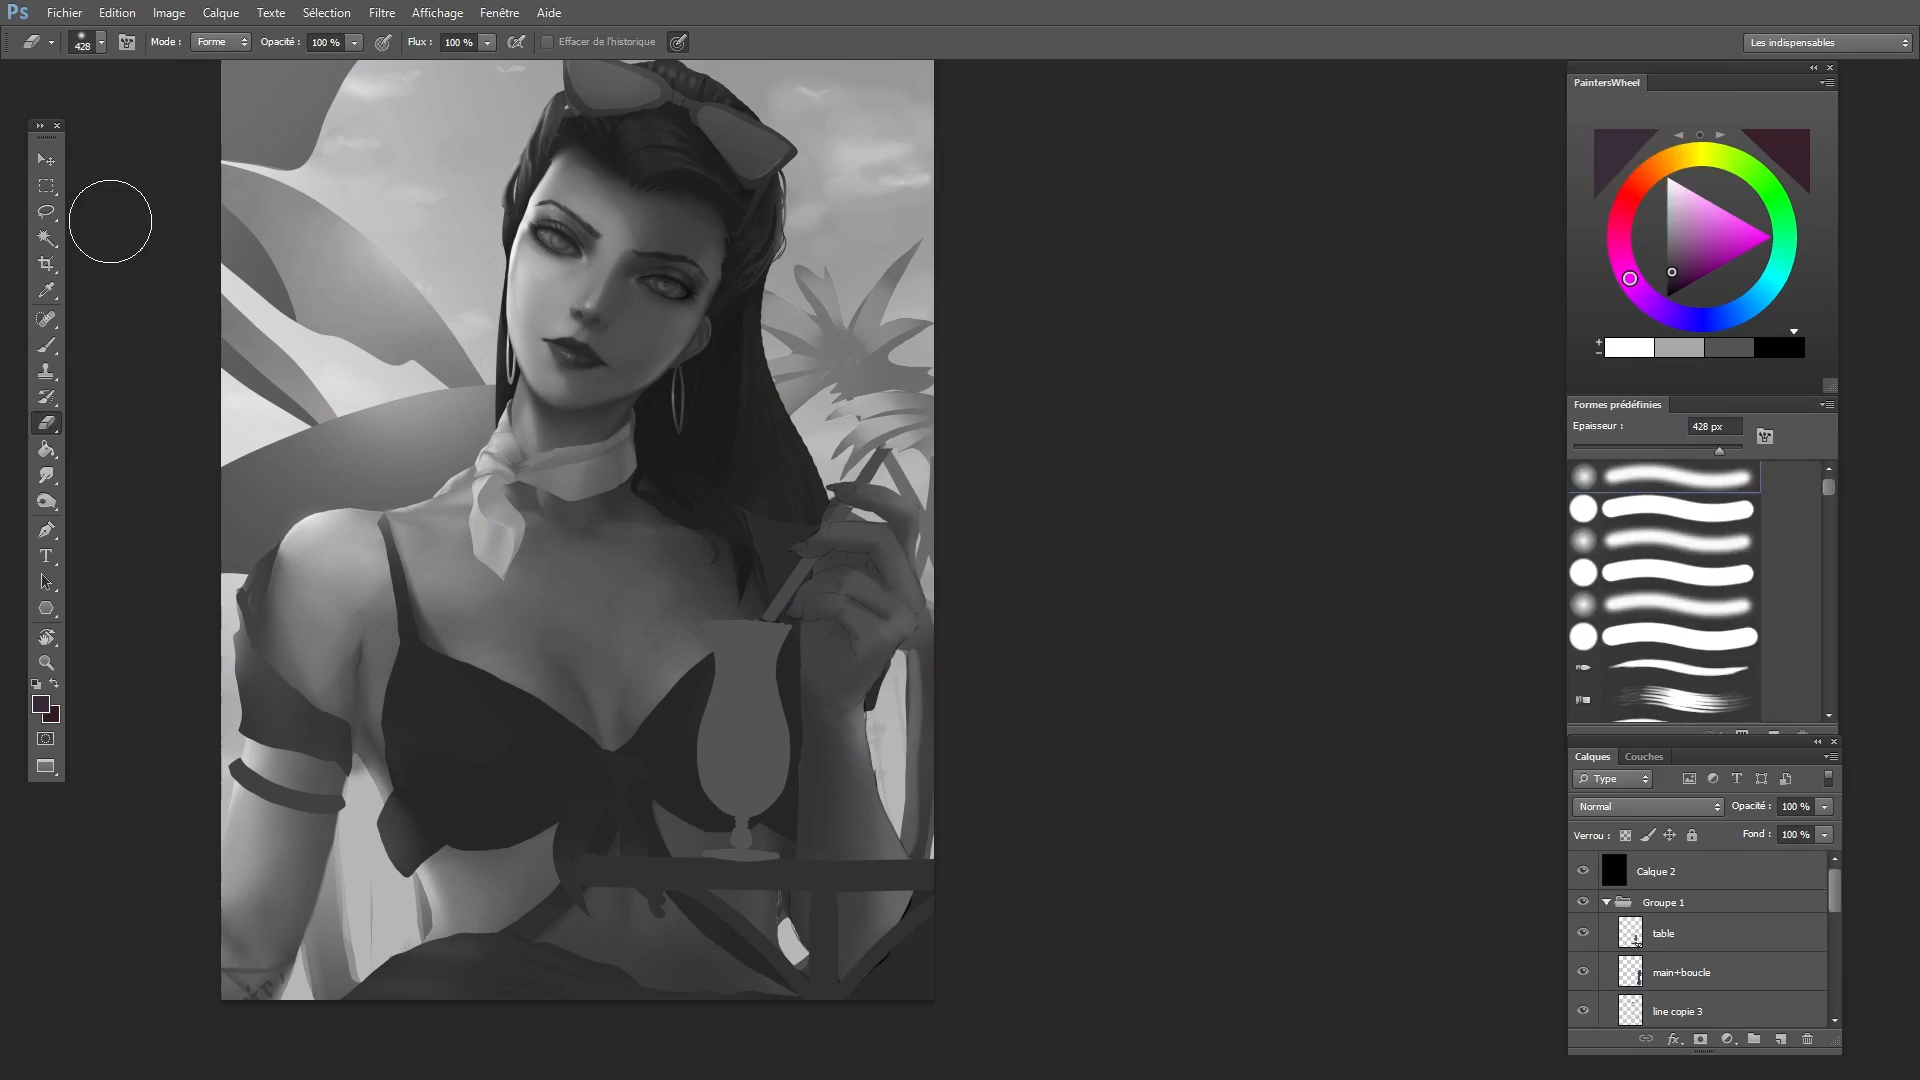 Ps Fichier Edition Image Calque Texte Sélection Filtre Affichage Fenêtre Aide
428 Mode : Forme Opacité : 100 % Flux : 100 % Effacer de l'historique Les indispensables
PaintersWheel
Formes prédéfinies
Epaisseur : 428 px
Calques Couches
Type
Normal Opacité : 100 %
Verrou : Fond : 100 %
Calque 2
Groupe 1
table
main+boucle
line copie 3
fx